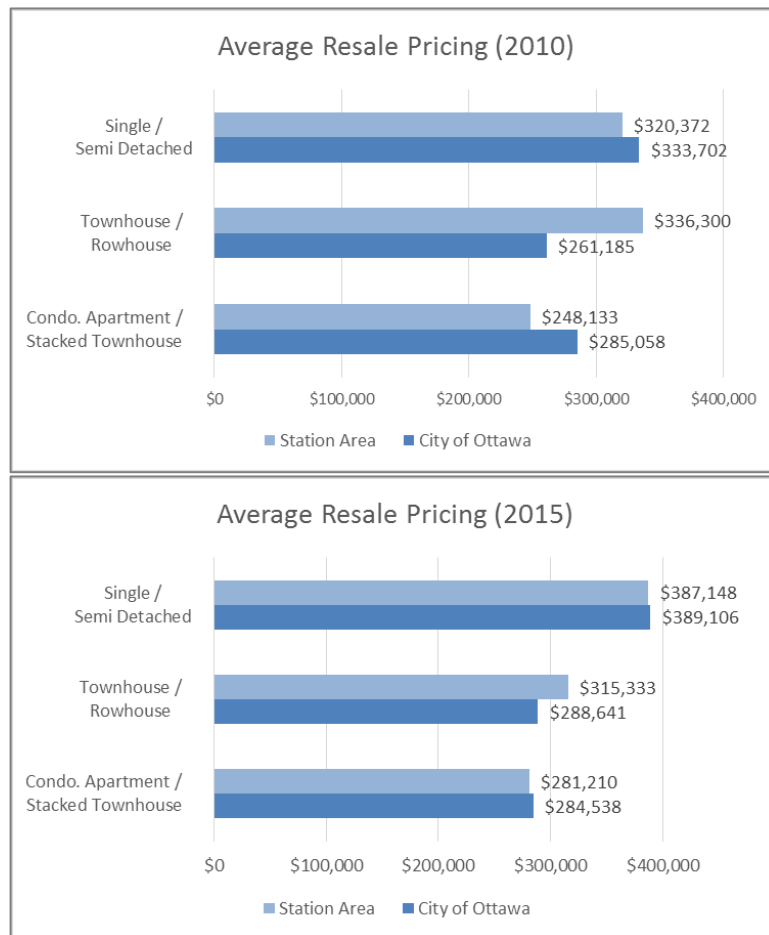 Average Resale Pricing (2010)
Single /
Semi Detached
$320,372
$333,702
Townhouse /
Rowhouse
$336,300
$261,185
Condo. Apartment /
Stacked Townhouse
$248,133
$285,058
$0 $100,000 $200,000 $300,000 $400,000
Station Area City of Ottawa
Average Resale Pricing (2015)
Single /
Semi Detached
$387,148
$389,106
Townhouse /
Rowhouse
$315,333
$288,641
Condo. Apartment /
Stacked Townhouse
$281,210
$284,538
$0 $100,000 $200,000 $300,000 $400,000
Station Area City of Ottawa